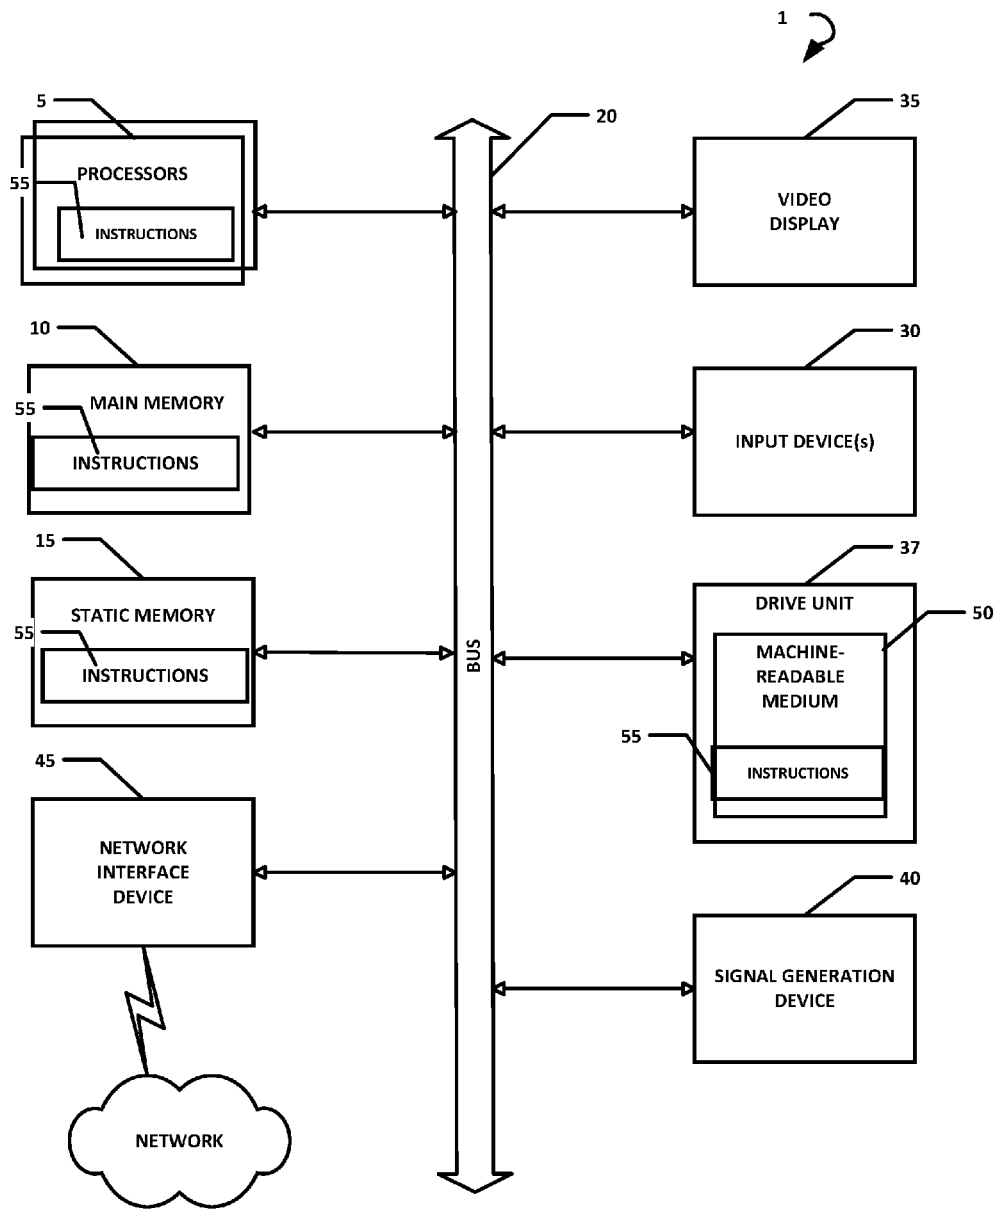 1
5
PROCESSORS
55
INSTRUCTIONS
10
MAIN MEMORY
55
INSTRUCTIONS
15
STATIC MEMORY
55
INSTRUCTIONS
45
NETWORK
INTERFACE
DEVICE
NETWORK
20
BUS
35
VIDEO
DISPLAY
30
INPUT DEVICE(s)
37
DRIVE UNIT
50
MACHINE-
READABLE
MEDIUM
55
INSTRUCTIONS
40
SIGNAL GENERATION
DEVICE